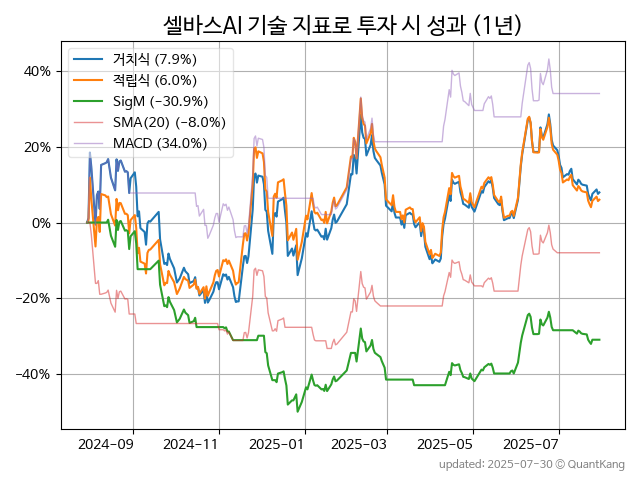 셀바스AI 기술 지표로 투자 시 성과 (1년)
거치식 (7.9%)
적립식 (6.0%)
SigM (−30.9%)
SMA(20) (−8.0%)
MACD (34.0%)
40%
20%
0%
−20%
−40%
2024-09 2024-11 2025-01 2025-03 2025-05 2025-07
updated: 2025-07-30 © QuantKang